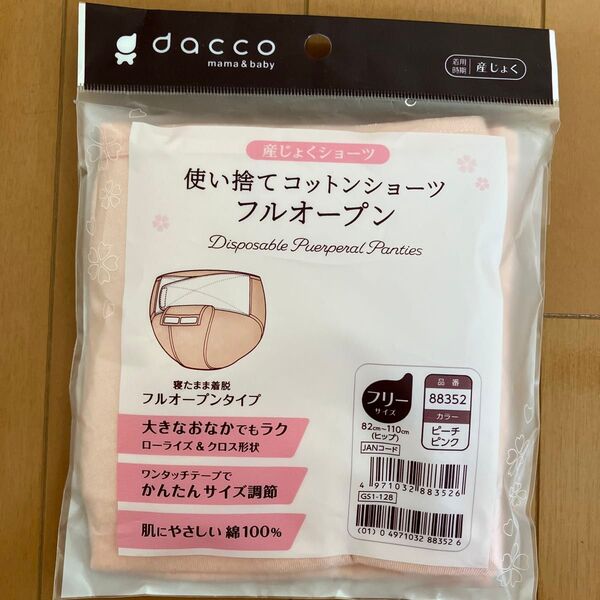 dacco
mama & baby
着用
時期
産じょく
産じょくショーツ
使い捨てコットンショーツ
フルオープン
Disposable Puerperal Panties
寝たまま着脱
フルオープンタイプ
大きなおなかでもラク
ローライズ&クロス形状
ワンタッチテープで
かんたんサイズ調節
肌にやさしい 綿100%
フリー
サイズ
82cm~110cm
(ヒップ)
品番
88352
カラー
ピーチ
ピンク
JANコード
4 971032 883526
GS1-128
(01) 0 4971032 88352 6